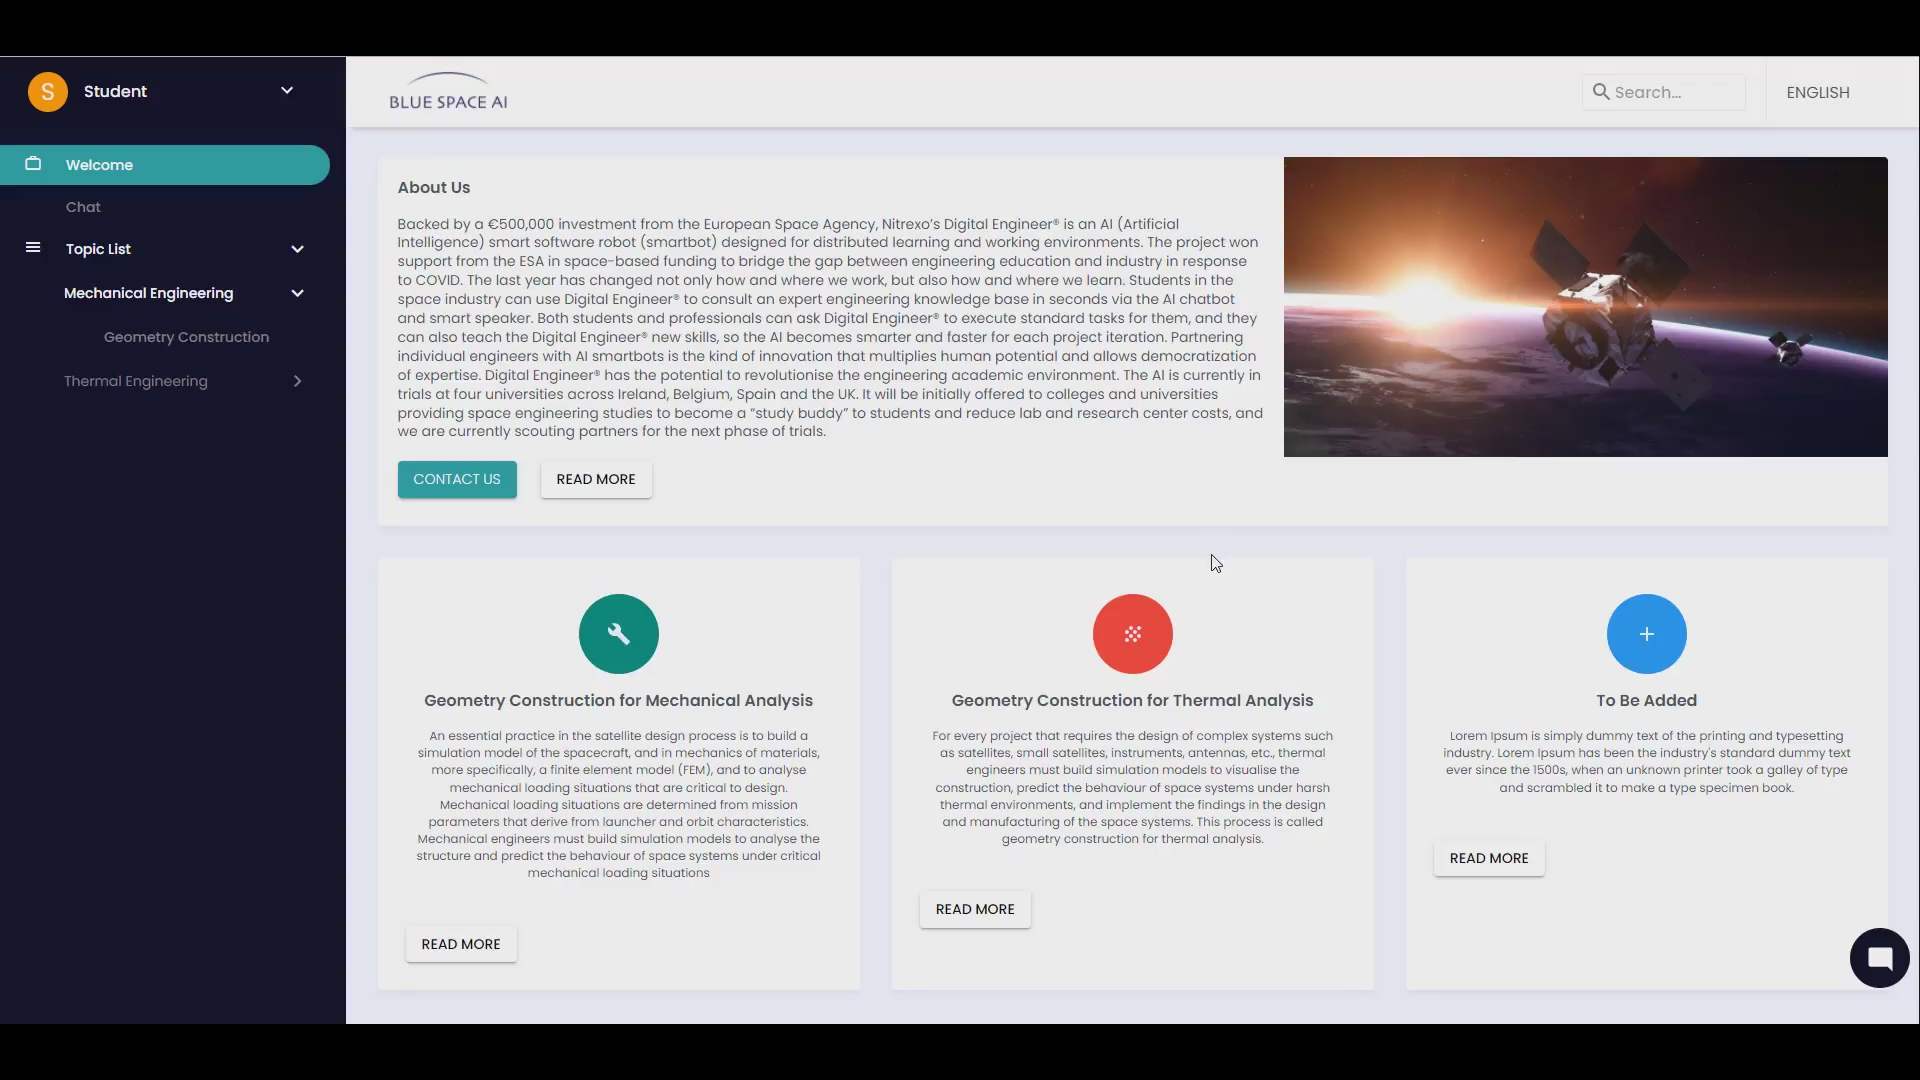 S
Student
Welcome
Chat
Topic List
Mechanical Engineering
Geometry Construction
Thermal Engineering
BLUE SPACE AI
Search...
ENGLISH
About Us
Backed by a €500,000 investment from the European Space Agency, Nitrexo’s Digital Engineer® is an AI (Artificial
Intelligence) smart software robot (smartbot) designed for distributed learning and working environments. The project won
support from the ESA in space-based funding to bridge the gap between engineering education and industry in response
to COVID. The last year has changed not only how and where we work, but also how and where we learn. Students in the
space industry can use Digital Engineer® to consult an expert engineering knowledge base in seconds via the AI chatbot
and smart speaker. Both students and professionals can ask Digital Engineer® to execute standard tasks for them, and they
can also teach the Digital Engineer® new skills, so the AI becomes smarter and faster for each project iteration. Partnering
individual engineers with AI smartbots is the kind of innovation that multiplies human potential and allows democratization
of expertise. Digital Engineer® has the potential to revolutionise the engineering academic environment. The AI is currently in
trials at four universities across Ireland, Belgium, Spain and the UK. It will be initially offered to colleges and universities
providing space engineering studies to become a “study buddy” to students and reduce lab and research center costs, and
we are currently scouting partners for the next phase of trials.
CONTACT US
READ MORE
Geometry Construction for Mechanical Analysis
An essential practice in the satellite design process is to build a
simulation model of the spacecraft, and in mechanics of materials,
more specifically, a finite element model (FEM), and to analyse
mechanical loading situations that are critical to design.
Mechanical loading situations are determined from mission
parameters that derive from launcher and orbit characteristics.
Mechanical engineers must build simulation models to analyse the
structure and predict the behaviour of space systems under critical
mechanical loading situations
READ MORE
Geometry Construction for Thermal Analysis
For every project that requires the design of complex systems such
as satellites, small satellites, instruments, antennas, etc., thermal
engineers must build simulation models to visualise the
construction, predict the behaviour of space systems under harsh
thermal environments, and implement the findings in the design
and manufacturing of the space systems. This process is called
geometry construction for thermal analysis.
READ MORE
To Be Added
Lorem Ipsum is simply dummy text of the printing and typesetting
industry. Lorem Ipsum has been the industry's standard dummy text
ever since the 1500s, when an unknown printer took a galley of type
and scrambled it to make a type specimen book.
READ MORE